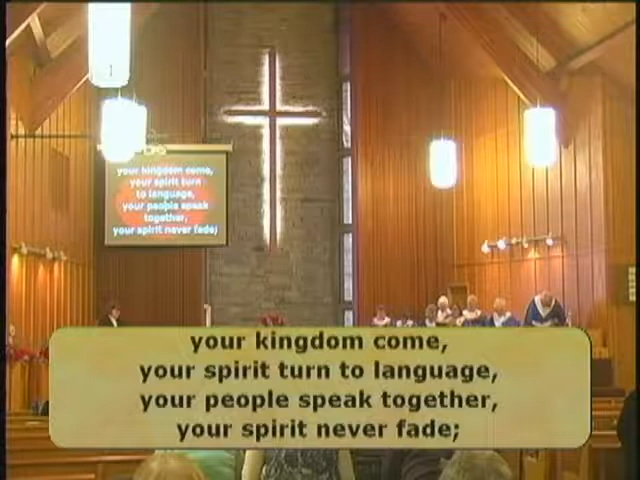 your kingdom come,
your spirit turn
to language,
your people speak
together,
your spirit never fade;
your kingdom come,
your spirit turn to language,
your people speak together,
your spirit never fade;